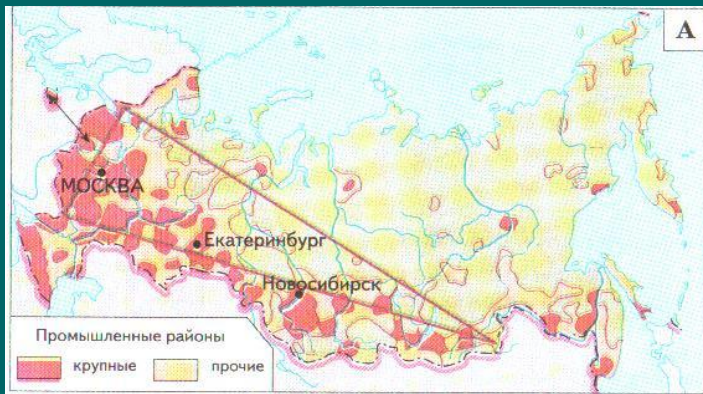 А
МОСКВА
Екатеринбург
Новосибирск
Промышленные районы
крупные
прочие